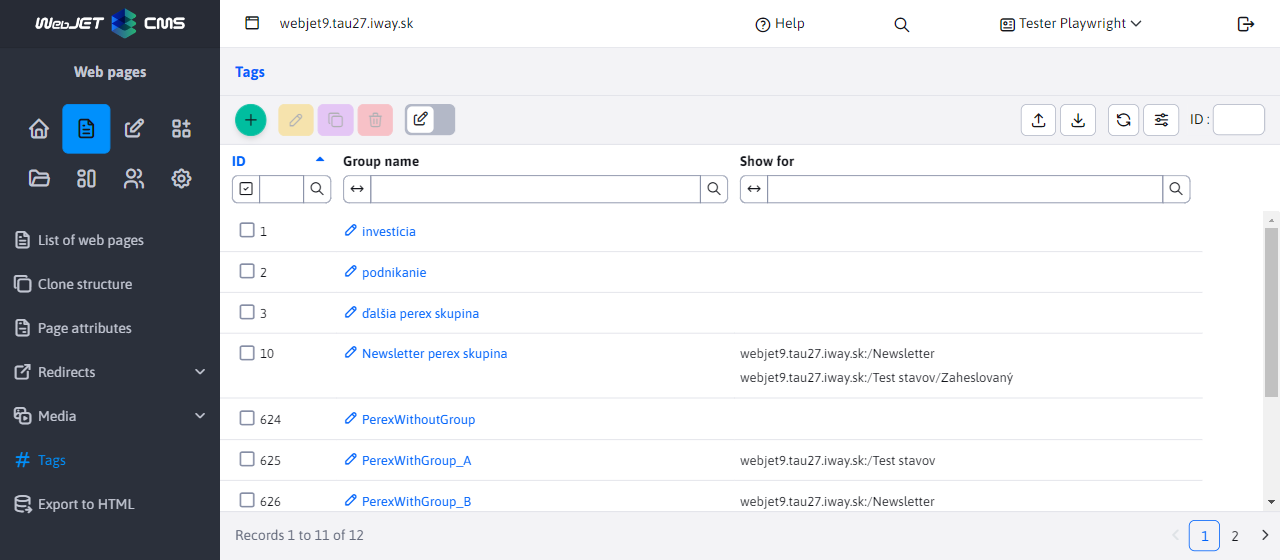 WebJET CMS
webjet9.tau27.iway.sk
Help
Tester Playwright
Web pages
Tags
ID :
ID
Group name
Show for
1 investicia
2 podnikanie
3 ďalšia perex skupina
10 Newsletter perex skupina webjet9.tau27.iway.sk:/Newsletter
webjet9.tau27.iway.sk:/Test stavov/Zaheslovaný
624 PerexWithoutGroup
625 PerexWithGroup_A webjet9.tau27.iway.sk:/Test stavov
626 PerexWithGroup_B webjet9.tau27.iway.sk:/Newsletter
List of web pages
Clone structure
Page attributes
Redirects
Media
Tags
Export to HTML
Records 1 to 11 of 12
1 2